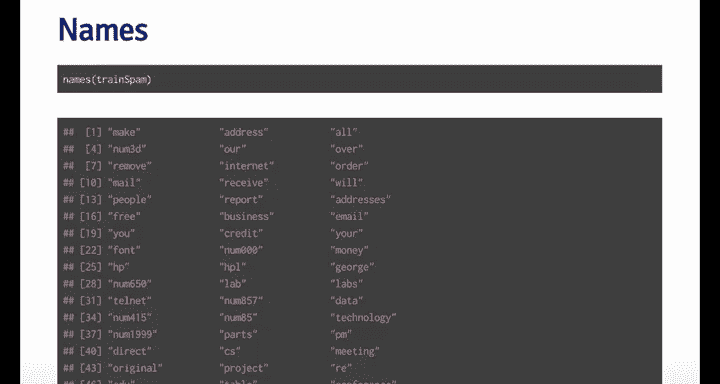 Names
names(trainSpam)
## [1] "make" "address" "all"
## [4] "num3d" "our" "over"
## [7] "remove" "internet" "order"
## [10] "mail" "receive" "will"
## [13] "people" "report" "addresses"
## [16] "free" "business" "email"
## [19] "you" "credit" "your"
## [22] "font" "num000" "money"
## [25] "hp" "hpl" "george"
## [28] "num650" "lab" "labs"
## [31] "telnet" "num857" "data"
## [34] "num415" "num85" "technology"
## [37] "num1999" "parts" "pm"
## [40] "direct" "cs" "meeting"
## [43] "original" "project" "re"